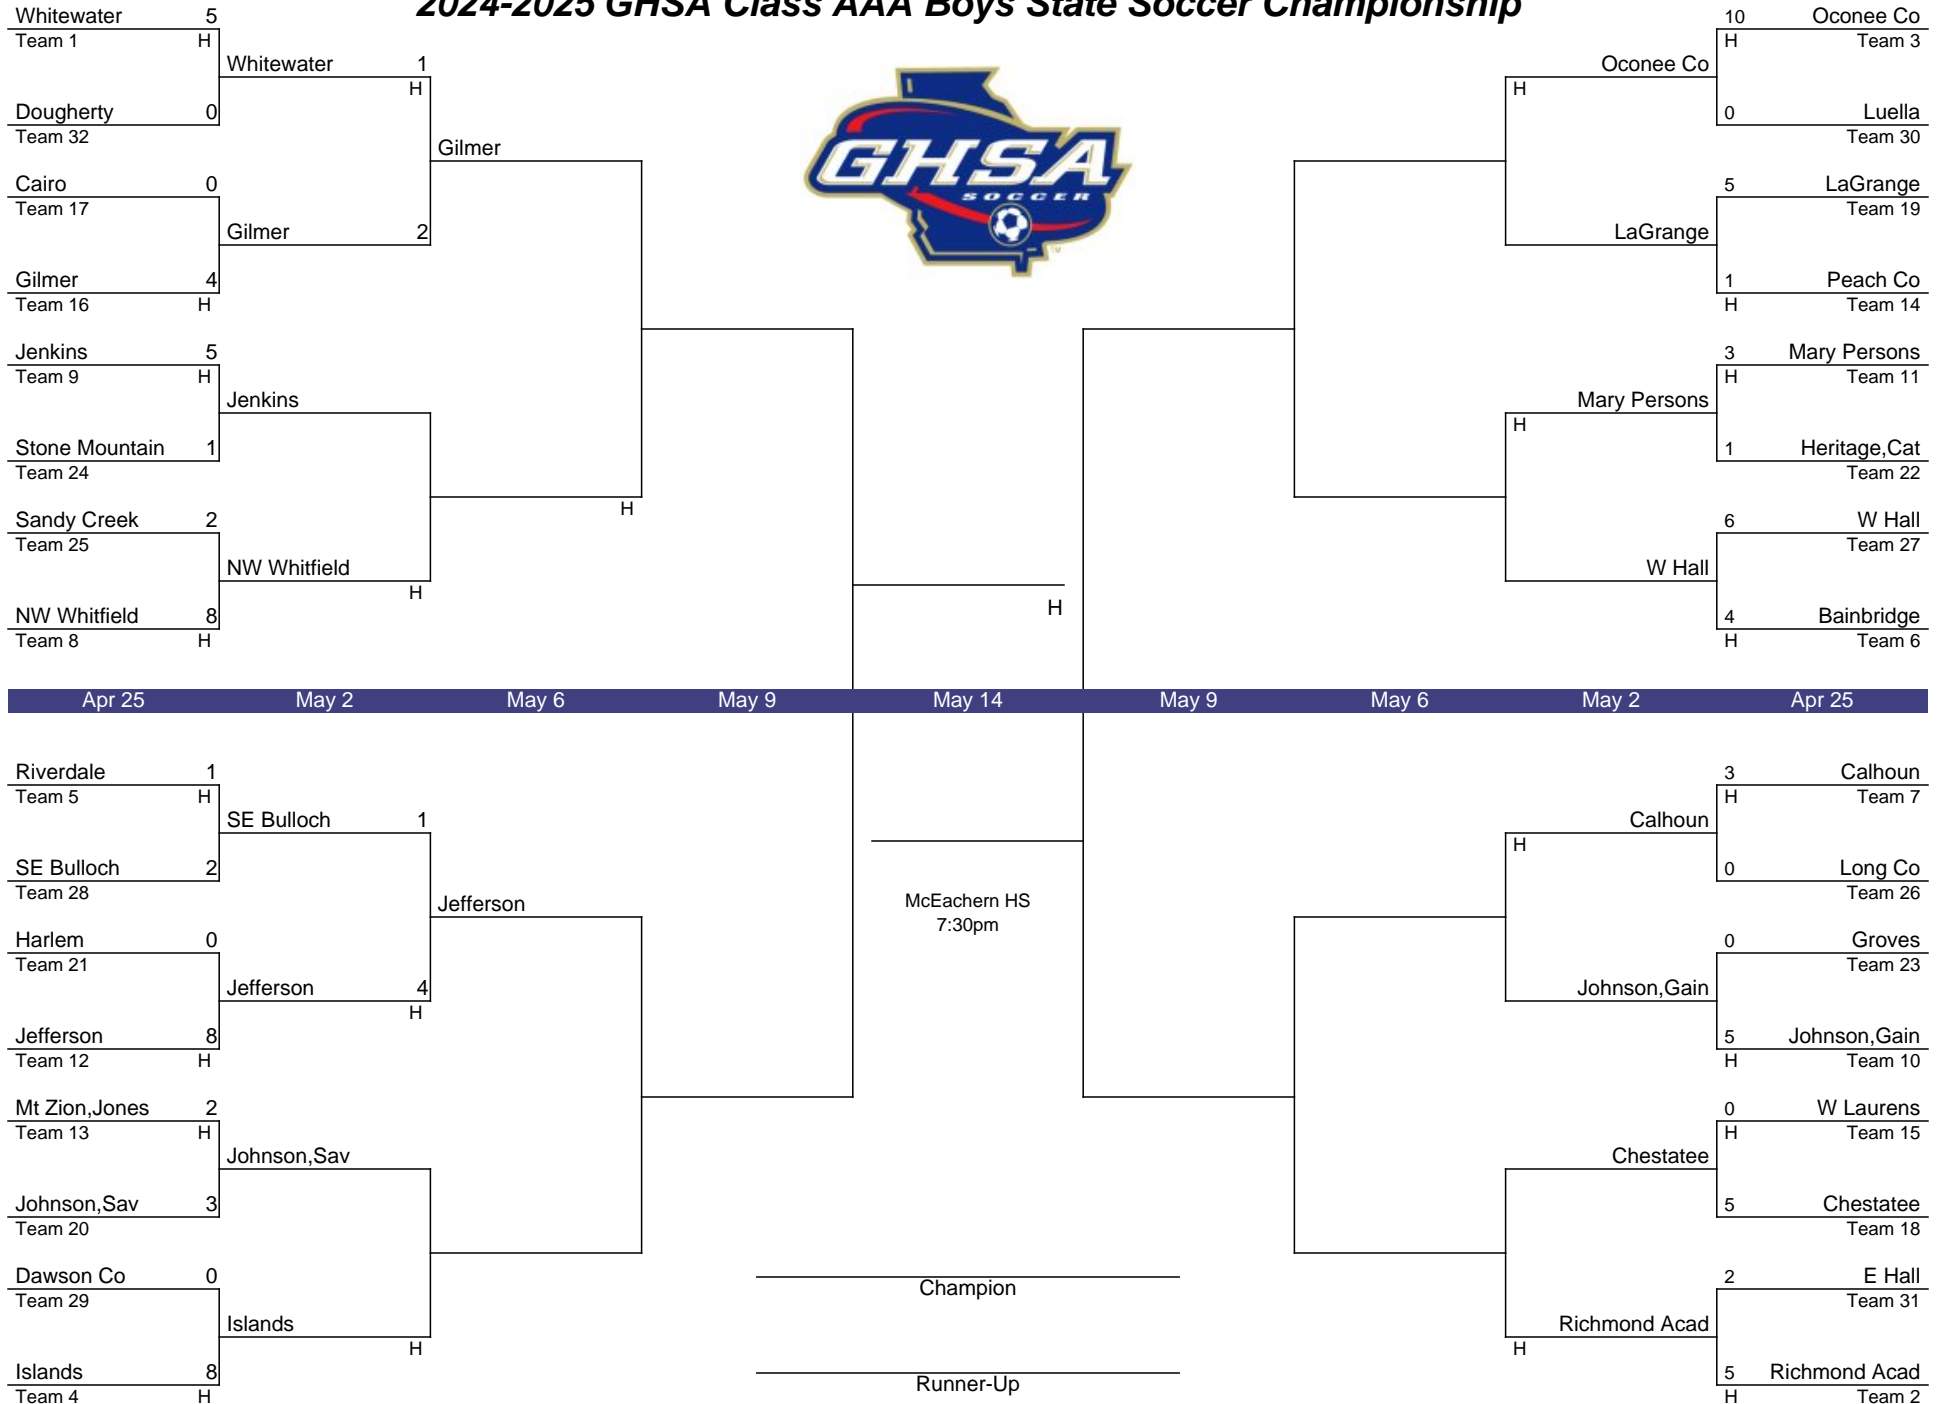 2024-2025 GHSA Class AAA Boys State Soccer Championship
Whitewater 5
Team 1 H
Dougherty 0
Team 32
Cairo 0
Team 17
Gilmer 4
Team 16 H
Jenkins 5
Team 9 H
Stone Mountain 1
Team 24
Sandy Creek 2
Team 25
NW Whitfield 8
Team 8 H
Whitewater 1
H
Gilmer 2
Jenkins
NW Whitfield
H
Gilmer
H
H
GHSA
SOCCER
TM
Oconee Co
H
LaGrange
Mary Persons
H
W Hall
10 Oconee Co
H Team 3
0 Luella
Team 30
5 LaGrange
Team 19
1 Peach Co
H Team 14
3 Mary Persons
H Team 11
1 Heritage,Cat
Team 22
6 W Hall
Team 27
4 Bainbridge
H Team 6
Apr 25 May 2 May 6 May 9 May 14 May 9 May 6 May 2 Apr 25
Riverdale 1
Team 5 H
SE Bulloch 2
Team 28
Harlem 0
Team 21
Jefferson 8
Team 12 H
Mt Zion,Jones 2
Team 13 H
Johnson,Sav 3
Team 20
Dawson Co 0
Team 29
Islands 8
Team 4 H
SE Bulloch 1
Jefferson 4
H
Johnson,Sav
Islands
H
Jefferson
McEachern HS
7:30pm
Champion
Runner-Up
Calhoun
H
Johnson,Gain
Chestatee
Richmond Acad
H
3 Calhoun
H Team 7
0 Long Co
Team 26
0 Groves
Team 23
5 Johnson,Gain
H Team 10
0 W Laurens
H Team 15
5 Chestatee
Team 18
2 E Hall
Team 31
5 Richmond Acad
H Team 2